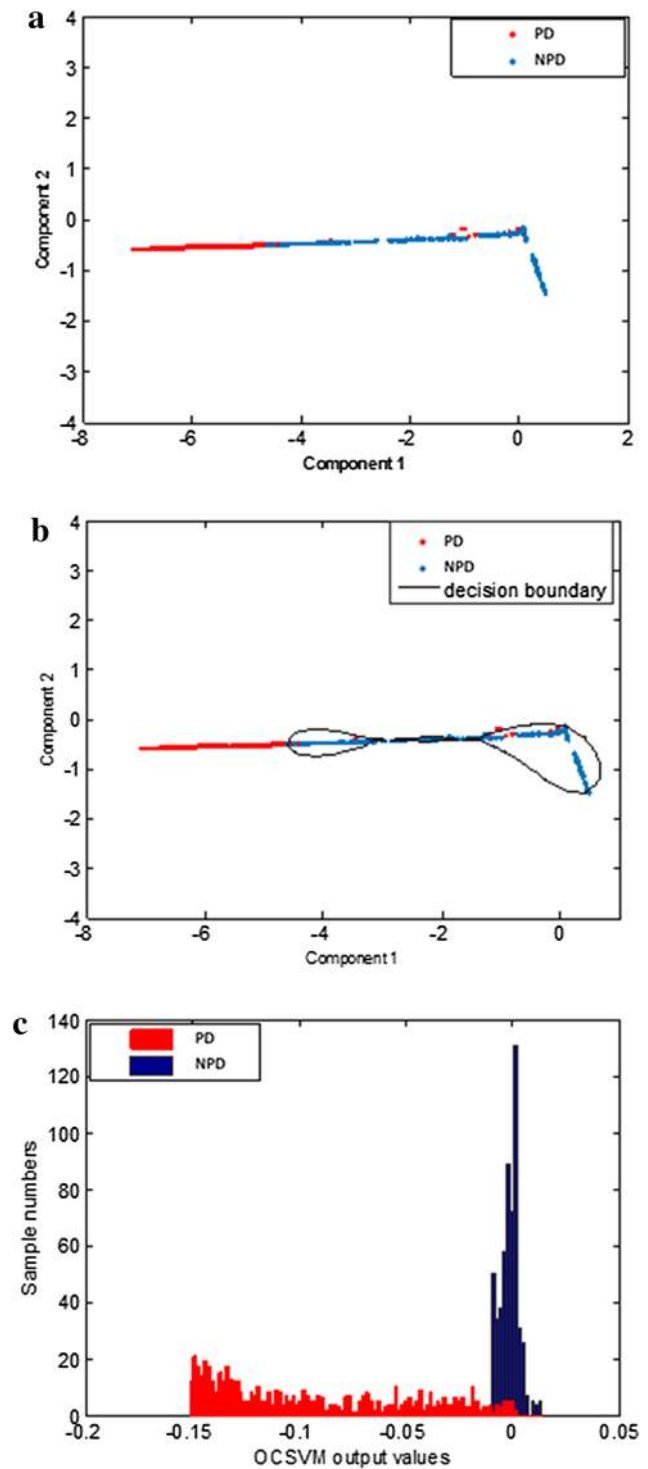 a
PD
NPD
4
3
2
1
0
-1
-2
-3
-4
Component 2
-8 -6 -4 -2 0 2
Component 1
b
PD
NPD
decision boundary
4
3
2
1
0
-1
-2
-3
-4
Component 2
-8 -6 -4 -2 0
Component 1
c
PD
NPD
140
120
100
80
60
40
20
0
Sample numbers
-0.2 -0.15 -0.1 -0.05 0 0.05
OCSVM output values